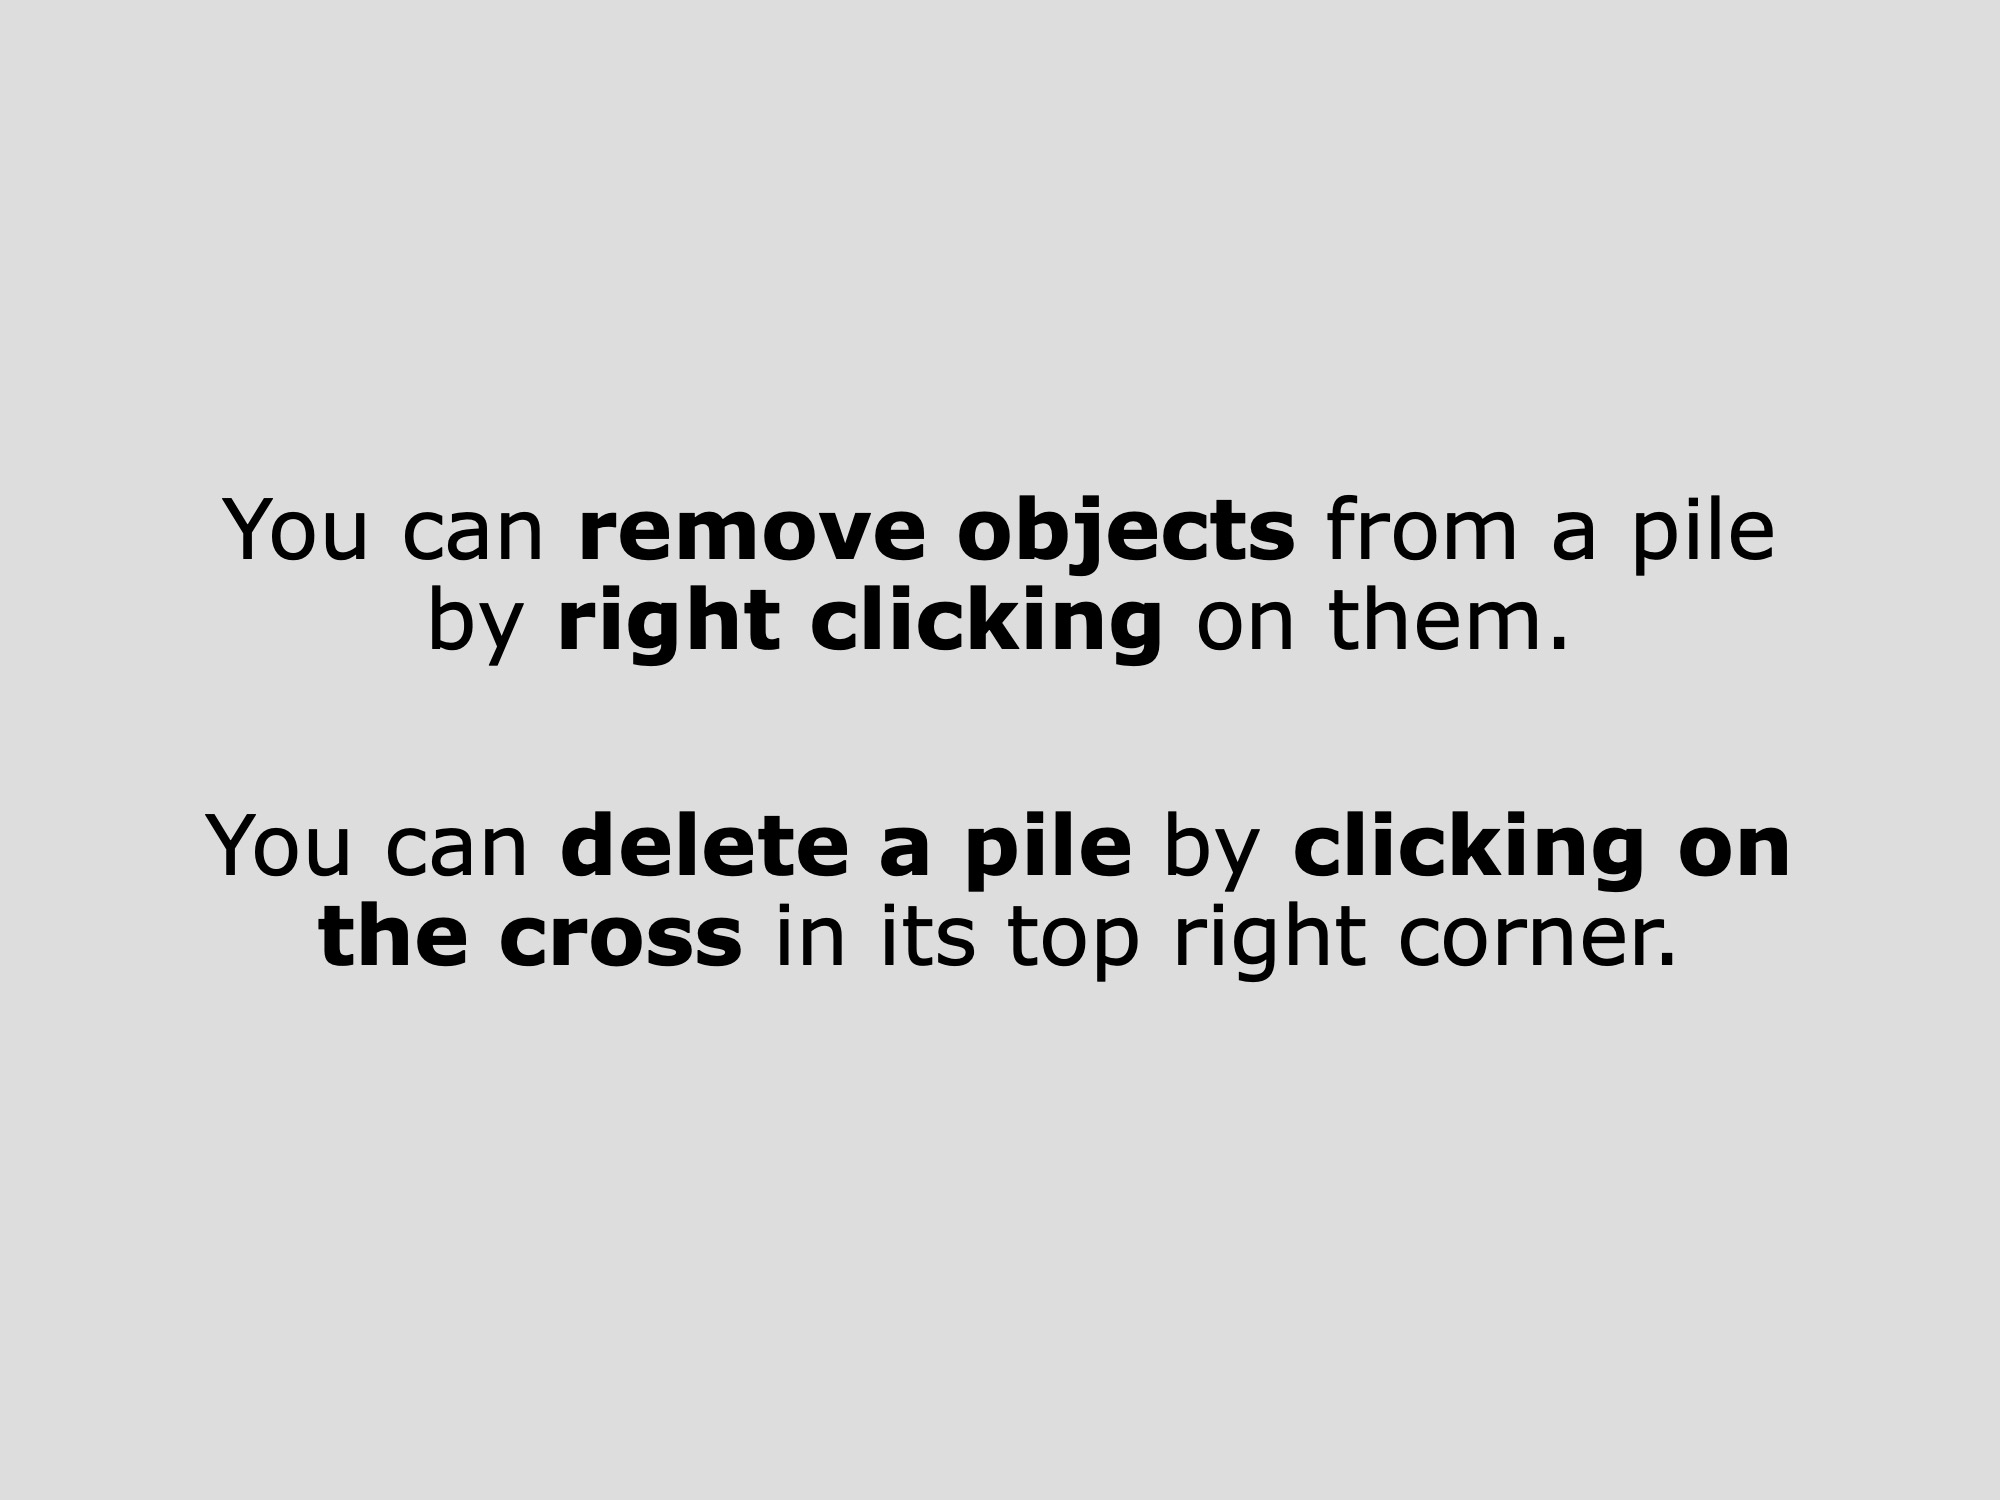 You can remove objects from a pile
by right clicking on them.
You can delete a pile by clicking on
the cross in its top right corner.